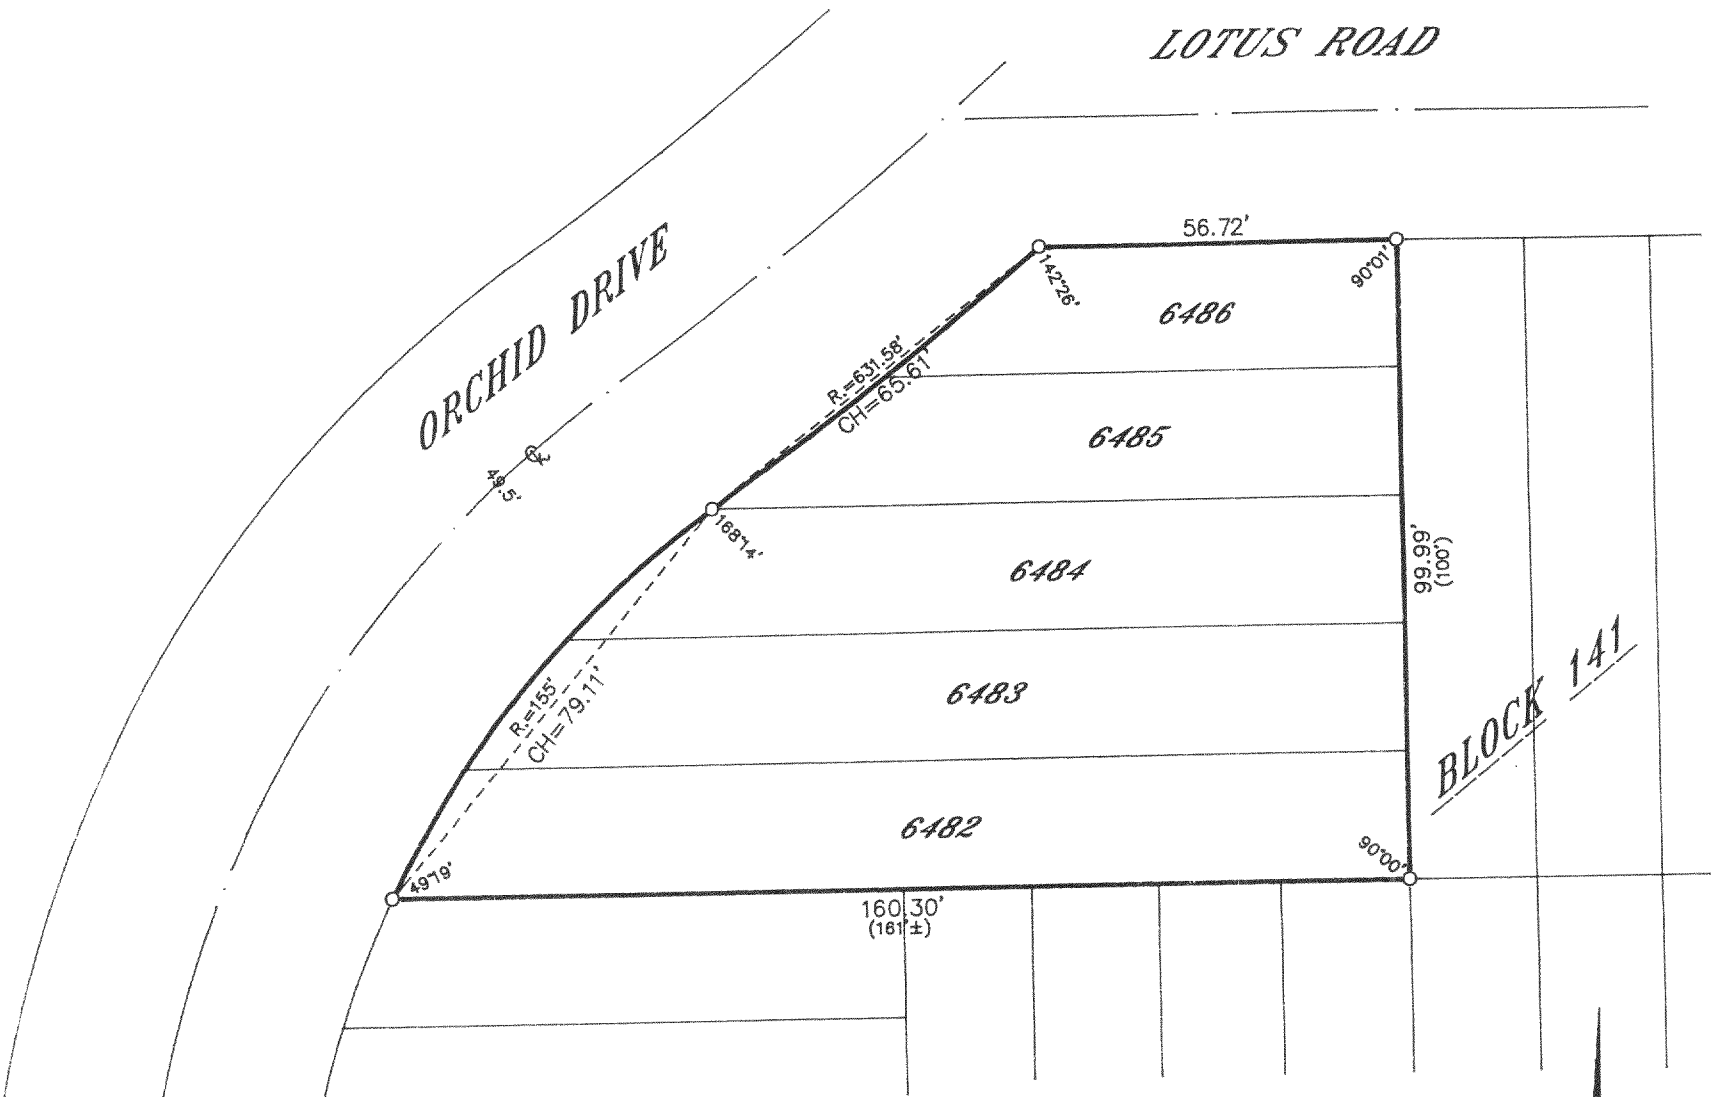 LOTUS ROAD
56.72'
ORCHID DRIVE
142°26'
90°01'
6486
R.=631.58'
CH=65.61'
6485
49.5'
168°14'
99.99'
(100')
6484
BLOCK 141
6483
R.=155'
CH=79.11'
6482
90°00'
49°19'
160.30'
(161'±)